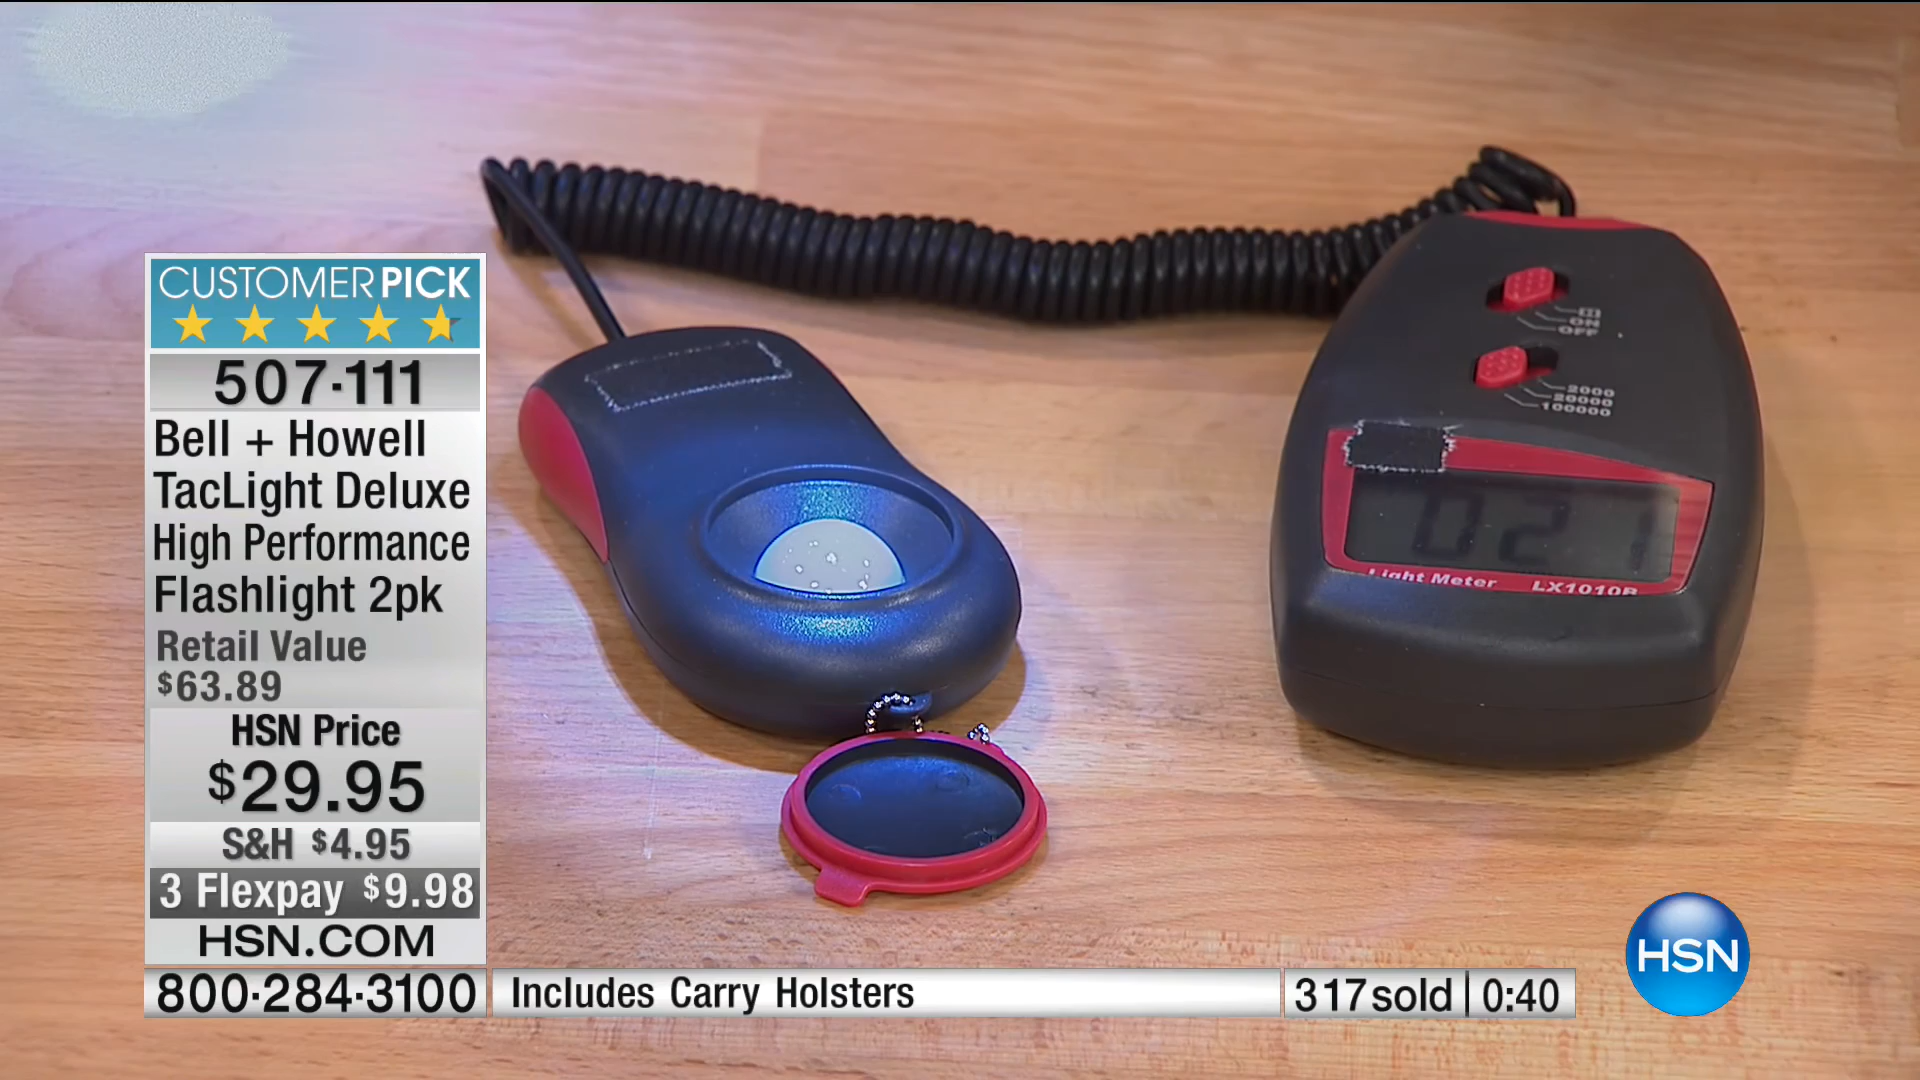 CUSTOMER PICK
507-111
Bell + Howell
TacLight Deluxe
High Performance
Flashlight 2pk
Retail Value
$63.89
HSN Price
$29.95
S&H $4.95
3 Flexpay $9.98
HSN.COM
800·284·3100
Includes Carry Holsters
317 sold | 0:40
HSN
ON
OFF
2000
20000
100000
021
Light Meter LX1010B